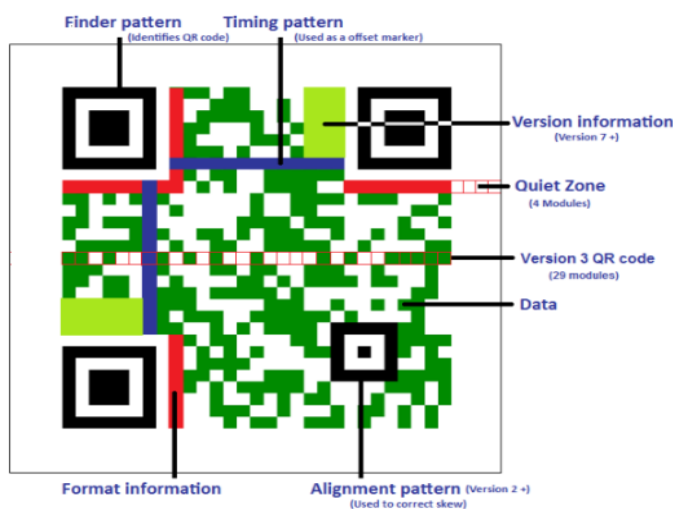 Finder pattern
(Identifies QR code)
Timing pattern
(Used as a offset marker)
Version information
(Version 7 +)
Quiet Zone
(4 Modules)
Version 3 QR code
(29 modules)
Data
Format information
Alignment pattern (Version 2 +)
(Used to correct skew)